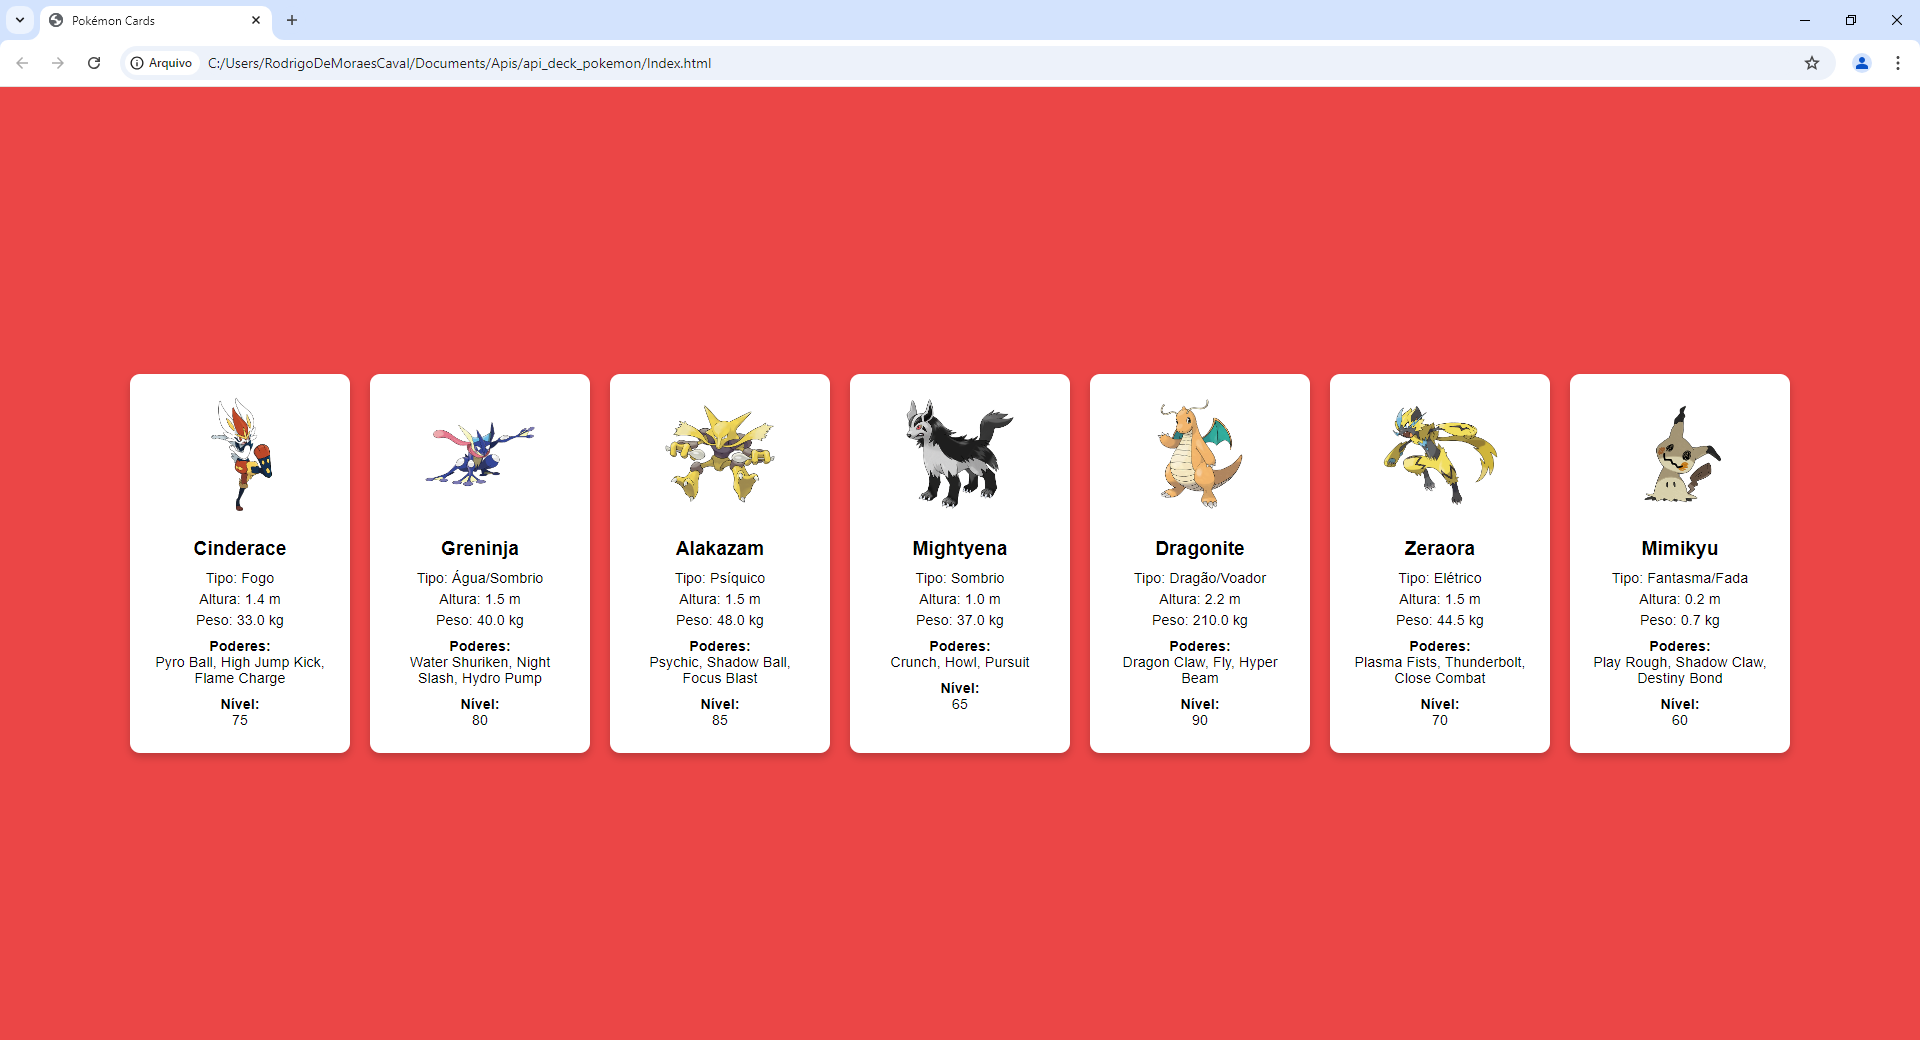 Pokémon Cards
Arquivo
C:/Users/RodrigoDeMoraesCaval/Documents/Apis/api_deck_pokemon/Index.html
Cinderace
Tipo: Fogo
Altura: 1.4 m
Peso: 33.0 kg
Poderes:
Pyro Ball, High Jump Kick,
Flame Charge
Nível:
75
Greninja
Tipo: Água/Sombrio
Altura: 1.5 m
Peso: 40.0 kg
Poderes:
Water Shuriken, Night
Slash, Hydro Pump
Nível:
80
Alakazam
Tipo: Psíquico
Altura: 1.5 m
Peso: 48.0 kg
Poderes:
Psychic, Shadow Ball,
Focus Blast
Nível:
85
Mightyena
Tipo: Sombrio
Altura: 1.0 m
Peso: 37.0 kg
Poderes:
Crunch, Howl, Pursuit
Nível:
65
Dragonite
Tipo: Dragão/Voador
Altura: 2.2 m
Peso: 210.0 kg
Poderes:
Dragon Claw, Fly, Hyper
Beam
Nível:
90
Zeraora
Tipo: Elétrico
Altura: 1.5 m
Peso: 44.5 kg
Poderes:
Plasma Fists, Thunderbolt,
Close Combat
Nível:
70
Mimikyu
Tipo: Fantasma/Fada
Altura: 0.2 m
Peso: 0.7 kg
Poderes:
Play Rough, Shadow Claw,
Destiny Bond
Nível:
60